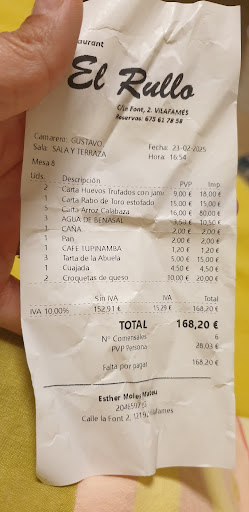 Restaurant
El Rullo
C/la Font, 2. VILAFAMES
Reservas: 675 61 78 58
Camarero: GUSTAVO
Fecha: 23-02-2025
Sala: SALA Y TERRAZA
Hora: 16:54
Mesa 8
Uds. Descripción PVP Imp.
2 Carta Huevos Trufados con jam 9,00 € 18,00 €
1 Carta Rabo de Toro estofado 15,00 € 15,00 €
5 Carta Arroz Calabaza 16,00 € 80,00 €
3 AGUA DE BENASAL 3,50 € 10,50 €
1 CAÑA 2,00 € 2,00 €
1 Pan 2,00 € 2,00 €
1 CAFE TUPINAMBA 1,20 € 1,20 €
3 Tarta de la Abuela 5,00 € 15,00 €
1 Cuajada 4,50 € 4,50 €
2 Croquetas de queso 10,00 € 20,00 €
Sin IVA IVA Total
IVA 10,00% 152,91 € 15,29 € 168,20 €
TOTAL 168,20 €
Nº Comensales 6
PVP Persona 28,03 €
Falta por pagar 168,20 €
Esther Mateu
Calle la Font 2, 12192